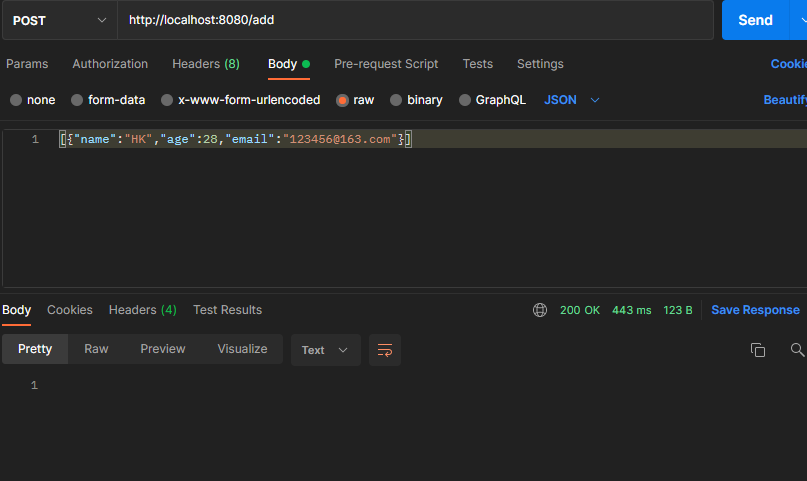 POST http://localhost:8080/add Send
Params Authorization Headers (8) Body Pre-request Script Tests Settings Cookie
none form-data x-www-form-urlencoded raw binary GraphQL JSON Beautify
1 [{"name":"HK","age":28,"email":"123456@163.com"}]
Body Cookies Headers (4) Test Results 200 OK 443 ms 123 B Save Response
Pretty Raw Preview Visualize Text
1